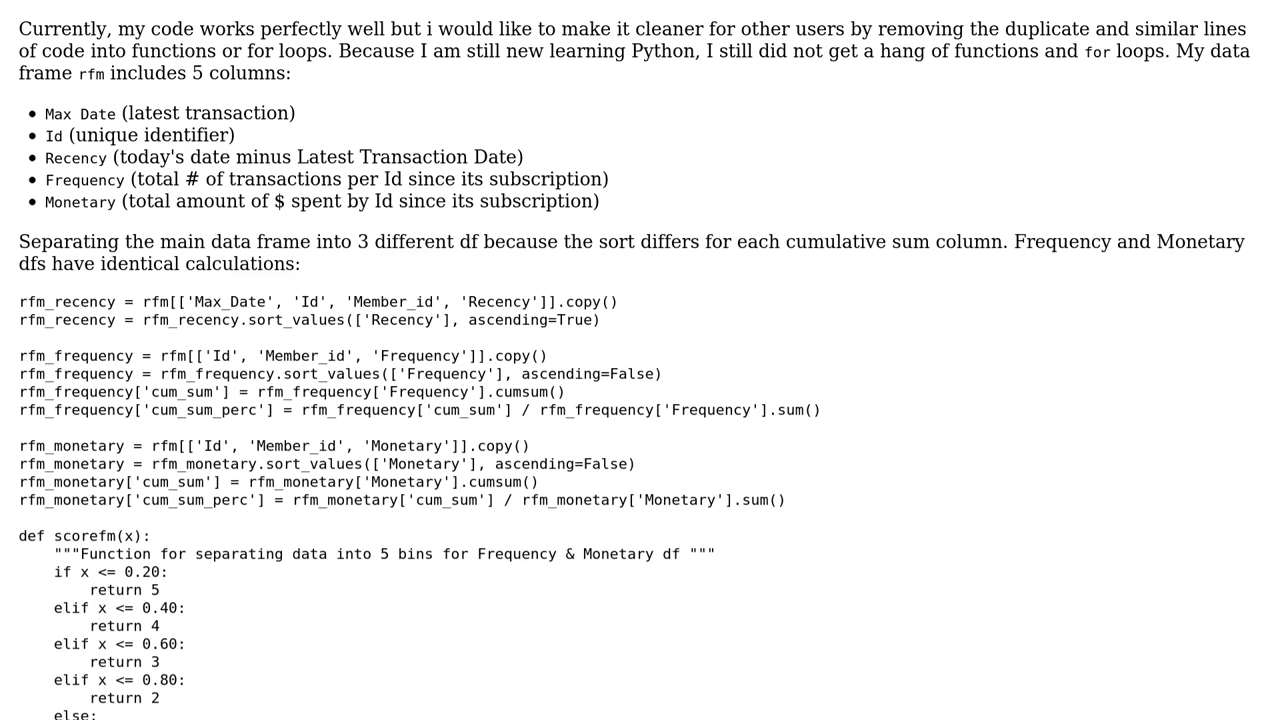 Currently, my code works perfectly well but i would like to make it cleaner for other users by removing the duplicate and similar lines
of code into functions or for loops. Because I am still new learning Python, I still did not get a hang of functions and for loops. My data
frame rfm includes 5 columns:
• Max Date (latest transaction)
• Id (unique identifier)
• Recency (today's date minus Latest Transaction Date)
• Frequency (total # of transactions per Id since its subscription)
• Monetary (total amount of $ spent by Id since its subscription)
Separating the main data frame into 3 different df because the sort differs for each cumulative sum column. Frequency and Monetary
dfs have identical calculations:
rfm_recency = rfm[['Max_Date', 'Id', 'Member_id', 'Recency']].copy()
rfm_recency = rfm_recency.sort_values(['Recency'], ascending=True)
rfm_frequency = rfm[['Id', 'Member_id', 'Frequency']].copy()
rfm_frequency = rfm_frequency.sort_values(['Frequency'], ascending=False)
rfm_frequency['cum_sum'] = rfm_frequency['Frequency'].cumsum()
rfm_frequency['cum_sum_perc'] = rfm_frequency['cum_sum'] / rfm_frequency['Frequency'].sum()
rfm_monetary = rfm[['Id', 'Member_id', 'Monetary']].copy()
rfm_monetary = rfm_monetary.sort_values(['Monetary'], ascending=False)
rfm_monetary['cum_sum'] = rfm_monetary['Monetary'].cumsum()
rfm_monetary['cum_sum_perc'] = rfm_monetary['cum_sum'] / rfm_monetary['Monetary'].sum()
def scorefm(x):
    """Function for separating data into 5 bins for Frequency & Monetary df """
    if x <= 0.20:
        return 5
    elif x <= 0.40:
        return 4
    elif x <= 0.60:
        return 3
    elif x <= 0.80:
        return 2
    else: